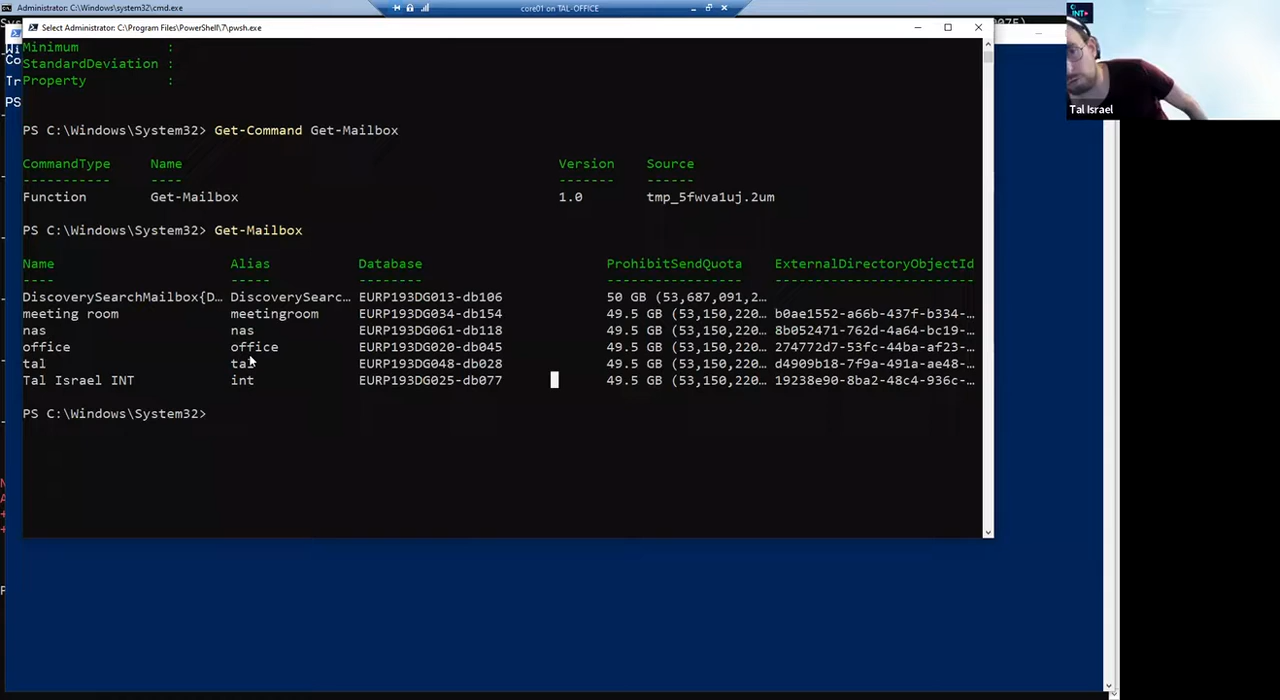 Administrator: C:\Windows\system32\cmd.exe
core01 on TAL-OFFICE
Select Administrator: C:\Program Files\PowerShell\7\pwsh.exe
Minimum :
StandardDeviation :
Property :
PS C:\Windows\System32> Get-Command Get-Mailbox
CommandType Name Version Source
----------- ---- ------- ------
Function Get-Mailbox 1.0 tmp_5fwva1uj.2um
PS C:\Windows\System32> Get-Mailbox
Name Alias Database ProhibitSendQuota ExternalDirectoryObjectId
---- ----- -------- ----------------- -------------------------
DiscoverySearchMailbox{D… DiscoverySearc… EURP193DG013-db106 50 GB (53,687,091,2…
meeting room meetingroom EURP193DG034-db154 49.5 GB (53,150,220… b0ae1552-a66b-437f-b334-…
nas nas EURP193DG061-db118 49.5 GB (53,150,220… 8b052471-762d-4a64-bc19-…
office office EURP193DG020-db045 49.5 GB (53,150,220… 274772d7-53fc-44ba-af23-…
tal tal EURP193DG048-db028 49.5 GB (53,150,220… d4909b18-7f9a-491a-ae48-…
Tal Israel INT int EURP193DG025-db077 49.5 GB (53,150,220… 19238e90-8ba2-48c4-936c-…
PS C:\Windows\System32>
PS
INT
Tal Israel